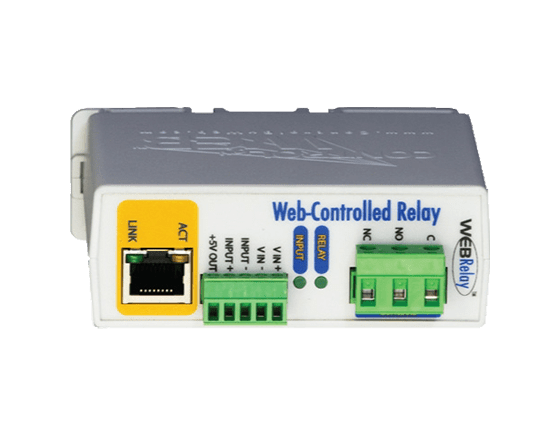 Web-Controlled Relay
LINK
ACT
+5V OUT
INPUT+
INPUT-
VIN -
VIN +
INPUT
RELAY
NC
NO
C
WEBRelay